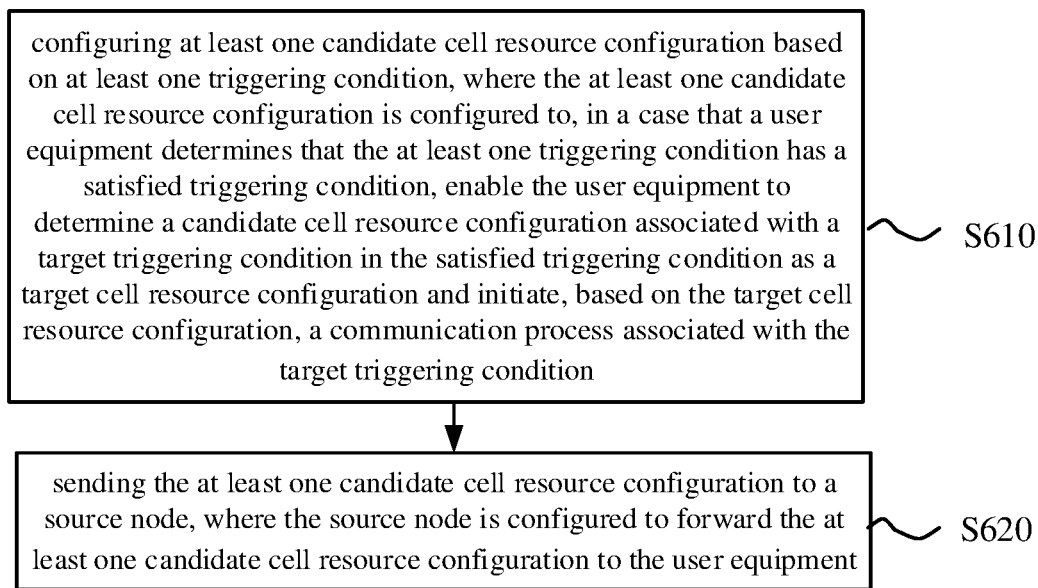 configuring at least one candidate cell resource configuration based
on at least one triggering condition, where the at least one candidate
cell resource configuration is configured to, in a case that a user
equipment determines that the at least one triggering condition has a
satisfied triggering condition, enable the user equipment to
determine a candidate cell resource configuration associated with a
target triggering condition in the satisfied triggering condition as a
target cell resource configuration and initiate, based on the target cell
resource configuration, a communication process associated with the
target triggering condition
S610
sending the at least one candidate cell resource configuration to a
source node, where the source node is configured to forward the at
least one candidate cell resource configuration to the user equipment
S620